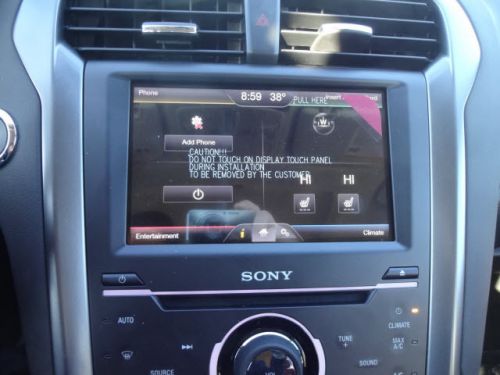 Phone
8:59 38°
PULL HERE
Add Phone
CAUTION!!!
DO NOT TOUCH ON DISPLAY TOUCH PANEL
DURING INSTALLATION
TO BE REMOVED BY THE CUSTOMER
HI HI
Entertainment
i
Climate
SONY
AUTO
SOURCE
VOL
TUNE
+
SOUND
CLIMATE
MAX
A/C
A/C